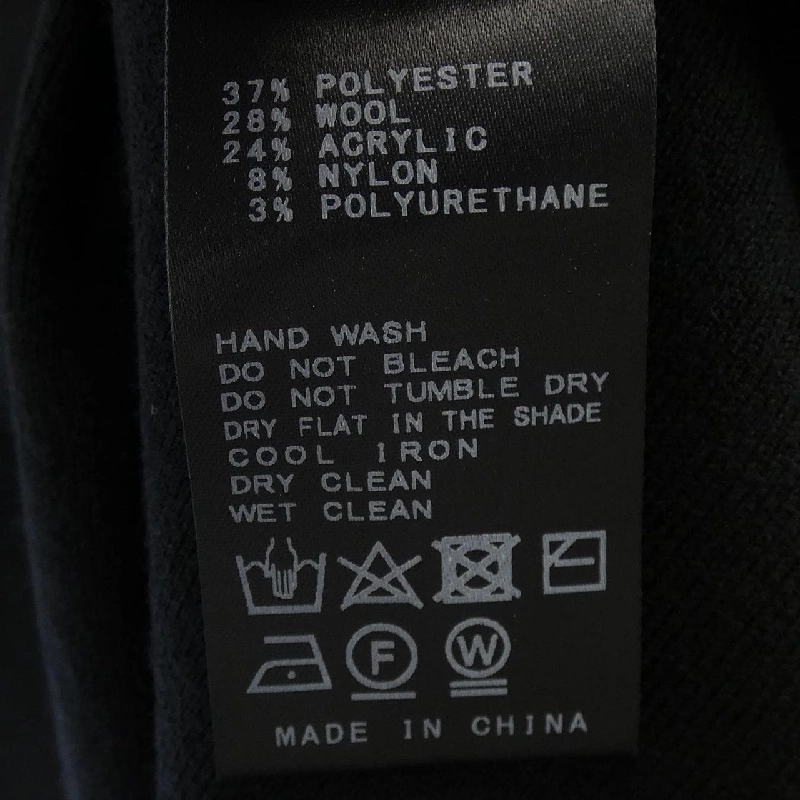 37% POLYESTER
28% WOOL
24% ACRYLIC
8% NYLON
3% POLYURETHANE
HAND WASH
DO NOT BLEACH
DO NOT TUMBLE DRY
DRY FLAT IN THE SHADE
COOL IRON
DRY CLEAN
WET CLEAN
F W
MADE IN CHINA